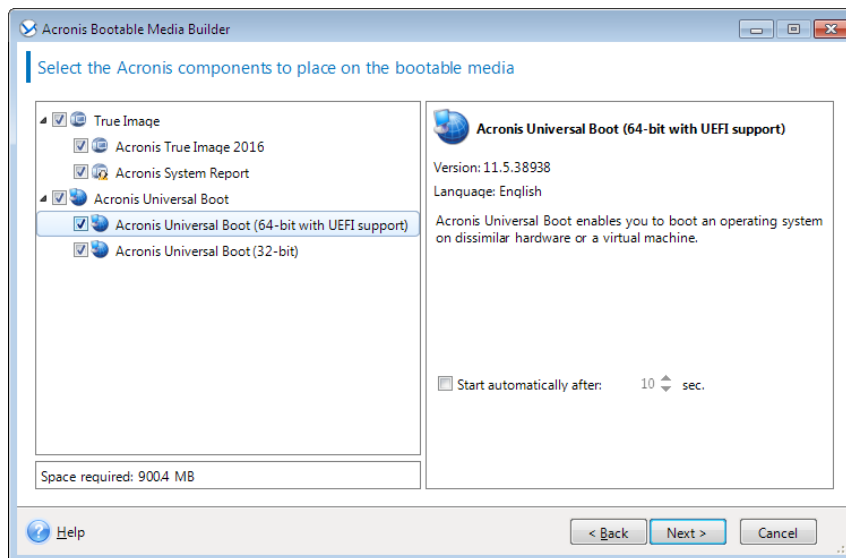 Acronis Bootable Media Builder
Select the Acronis components to place on the bootable media
True Image
Acronis True Image 2016
Acronis System Report
Acronis Universal Boot
Acronis Universal Boot (64-bit with UEFI support)
Acronis Universal Boot (32-bit)
Space required: 900.4 MB
Acronis Universal Boot (64-bit with UEFI support)
Version: 11.5.38938
Language: English
Acronis Universal Boot enables you to boot an operating system
on dissimilar hardware or a virtual machine.
Start automatically after: 10 sec.
Help
< Back
Next >
Cancel